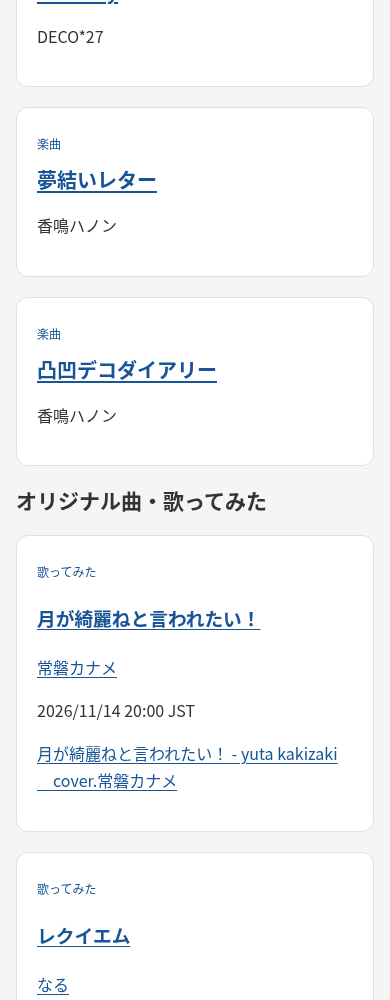 DECO*27
楽曲
夢結いレター
香鳴ハノン
楽曲
凸凹デコダイアリー
香鳴ハノン
オリジナル曲・歌ってみた
歌ってみた
月が綺麗ねと言われたい！
常磐カナメ
2026/11/14 20:00 JST
月が綺麗ねと言われたい！ - yuta kakizaki
cover.常磐カナメ
歌ってみた
レクイエム
なる